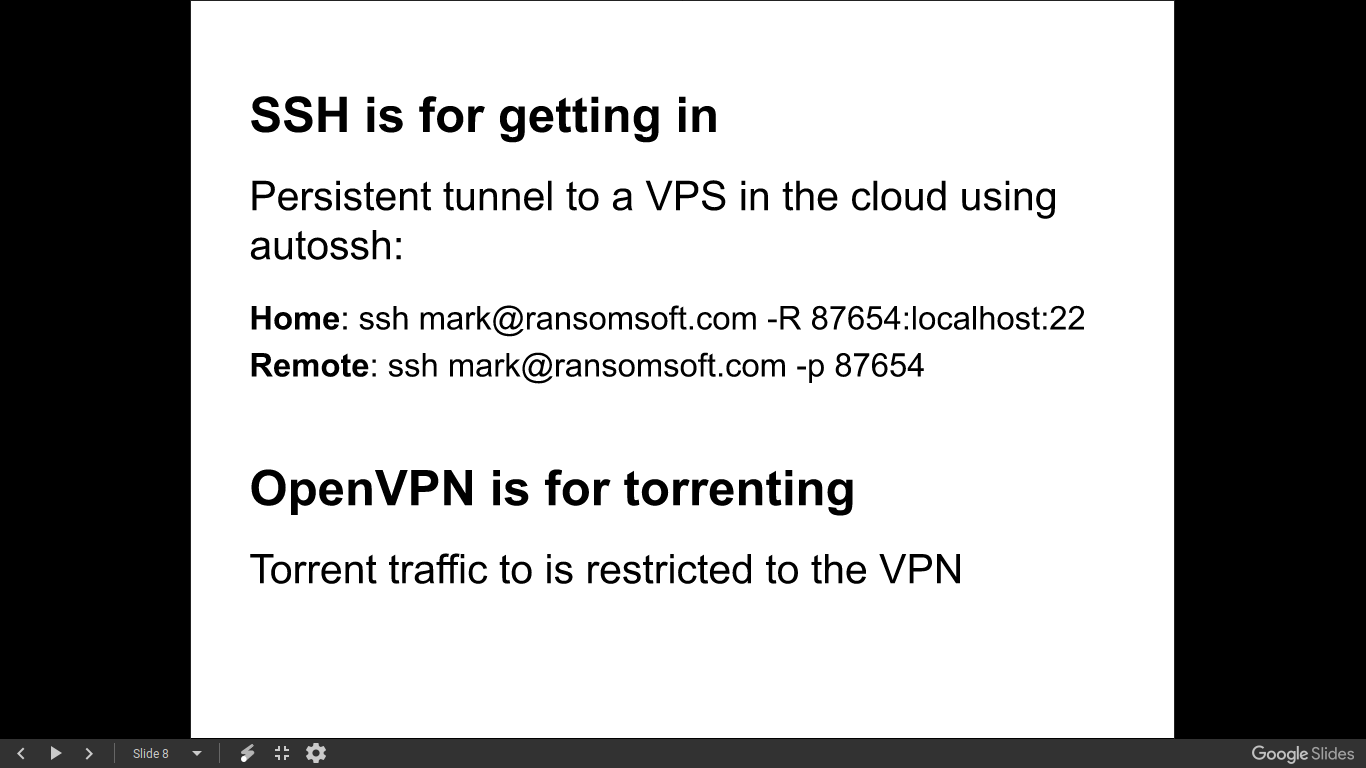 SSH is for getting in
Persistent tunnel to a VPS in the cloud using
autossh:
Home: ssh mark@ransomsoft.com -R 87654:localhost:22
Remote: ssh mark@ransomsoft.com -p 87654
OpenVPN is for torrenting
Torrent traffic to is restricted to the VPN
Slide 8
Google Slides